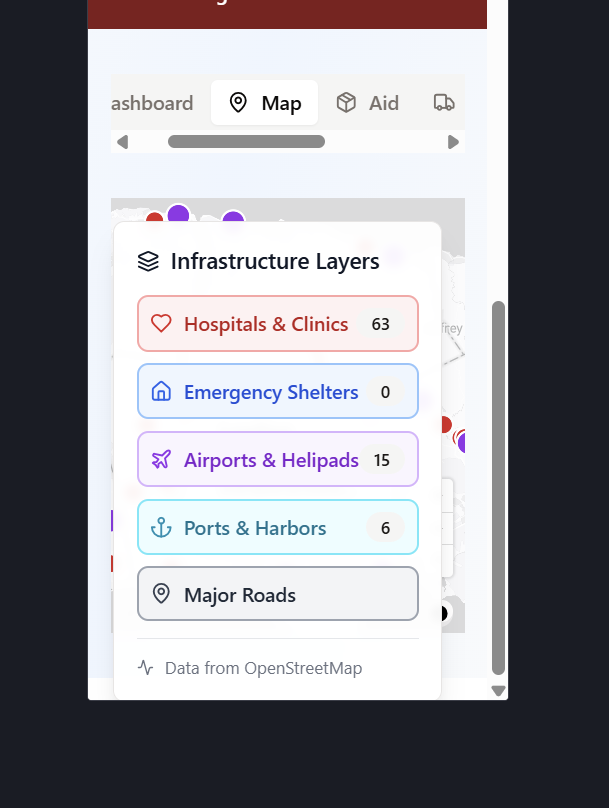 ashboard
Map
Aid
Infrastructure Layers
Hospitals & Clinics 63
Emergency Shelters 0
Airports & Helipads 15
Ports & Harbors 6
Major Roads
Data from OpenStreetMap